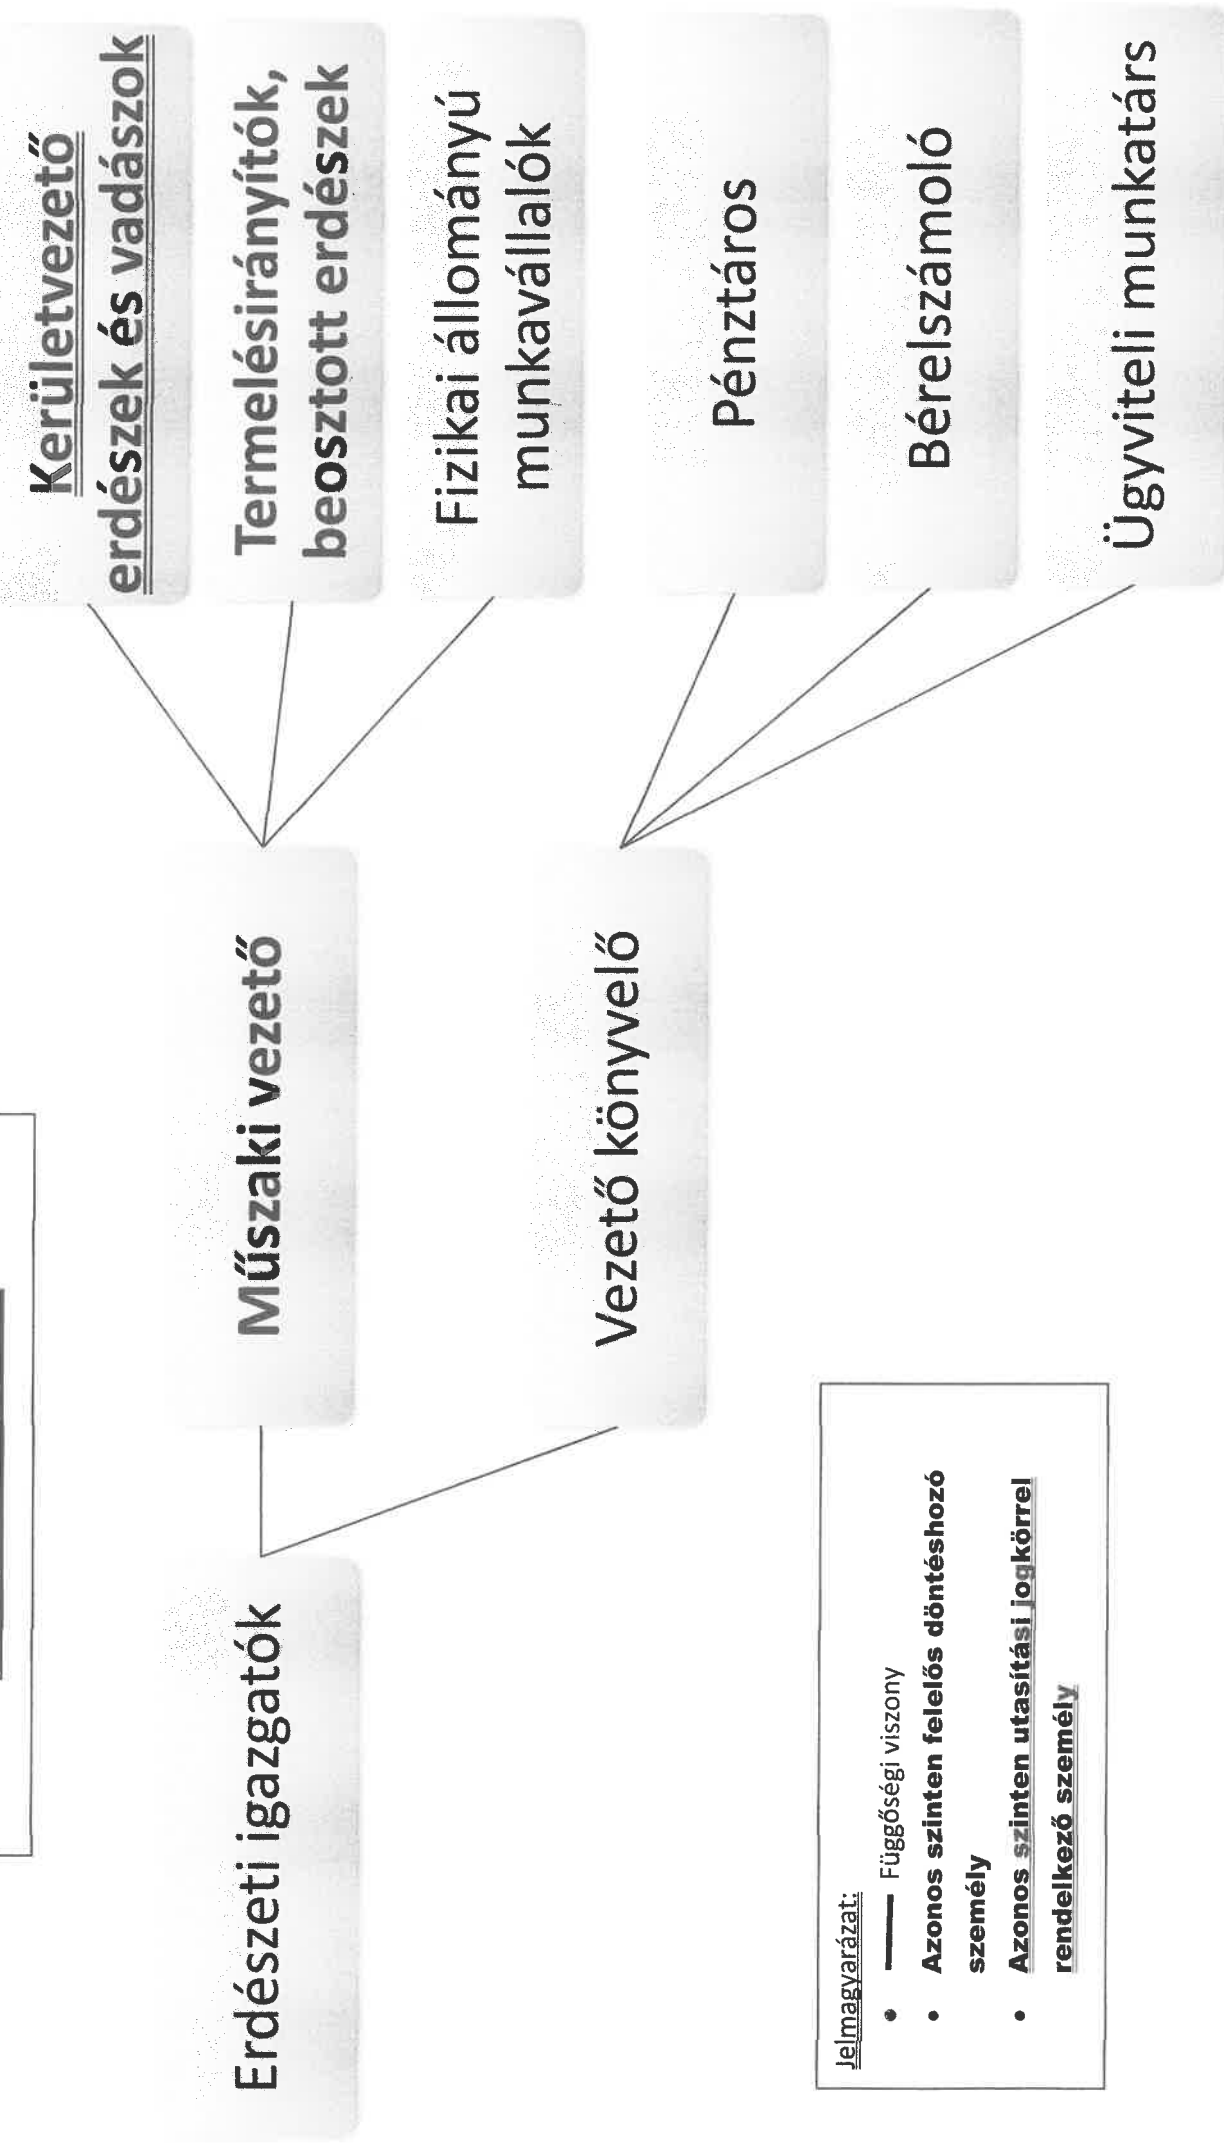 Erdészeti igazgatók
Műszaki vezető
Vezető könyvelő
Kerületvezető
erdészek és vadászok
Termelésirányítók,
beosztott erdészek
Fizikai állományú
munkavállalók
Pénztáros
Bérelszámoló
Ügyviteli munkatárs
Jelmagyarázat:
• Függőségi viszony
• Azonos szinten felelős döntéshozó
személy
• Azonos szinten utasítási jogkörrel
rendelkező személy